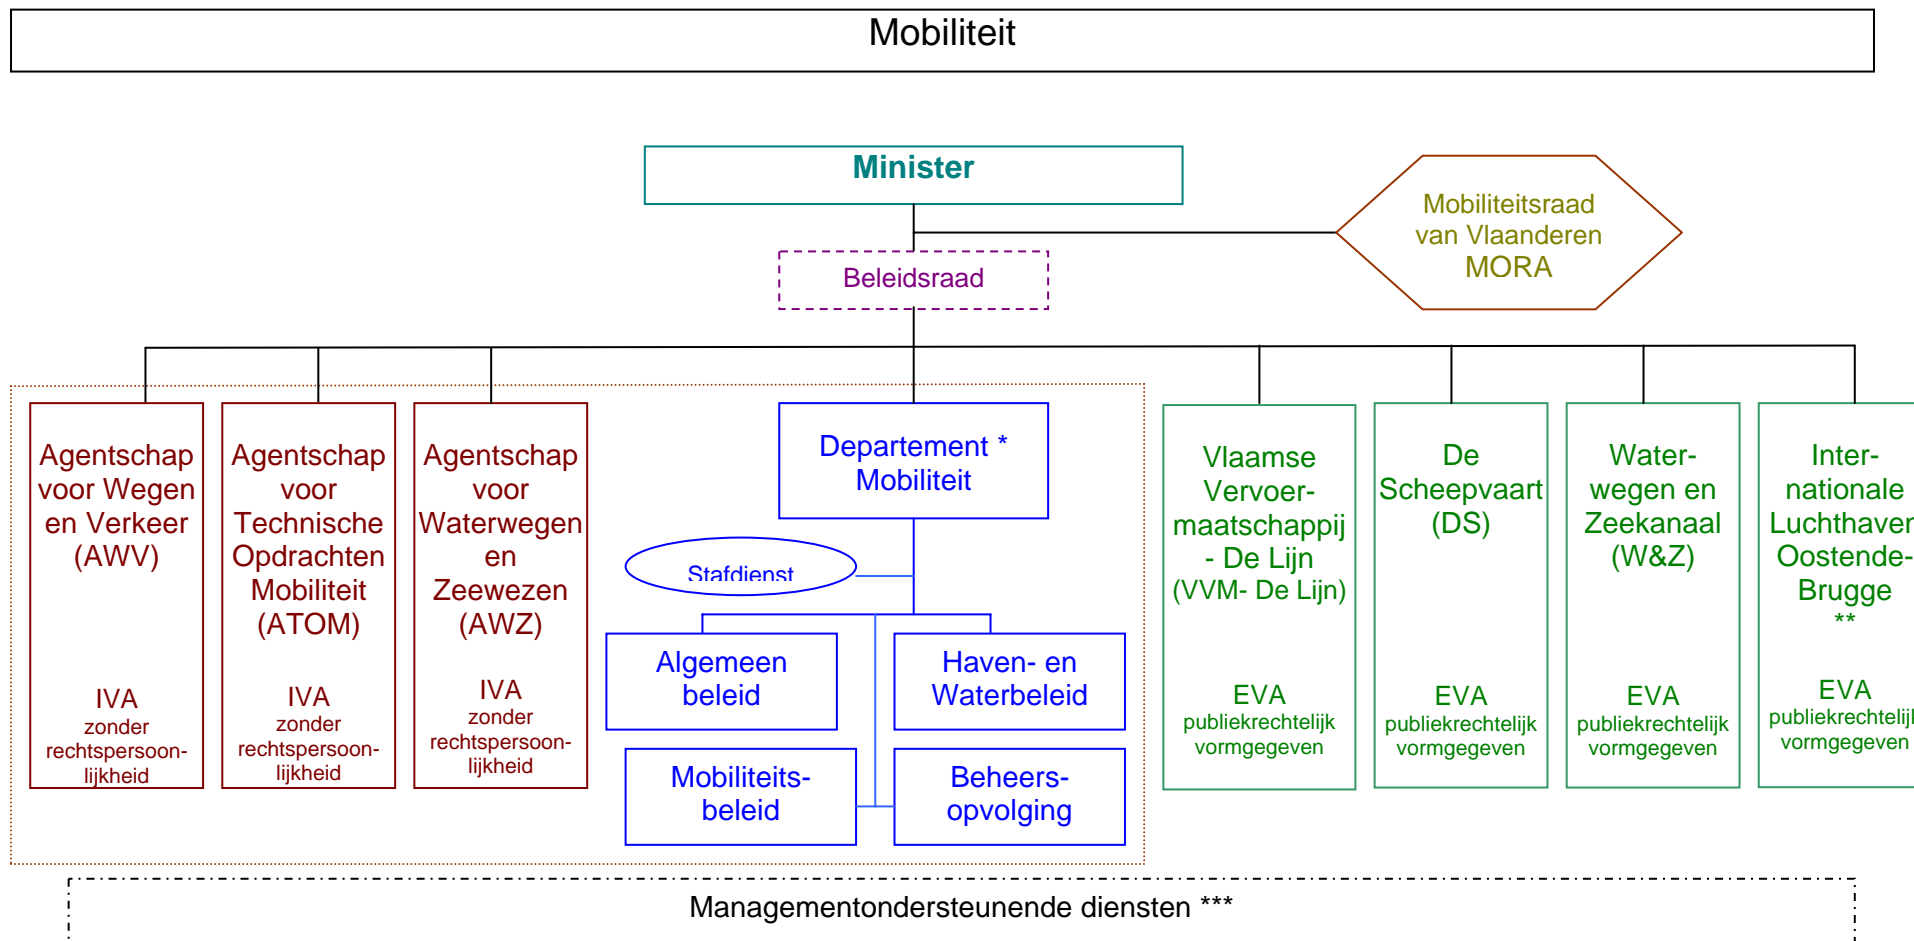 Mobiliteit
Minister
Mobiliteitsraad
van Vlaanderen
MORA
Beleidsraad
Agentschap
voor Wegen
en Verkeer
(AWV)
IVA
zonder
rechtspersoon-
lijkheid
Agentschap
voor
Technische
Opdrachten
Mobiliteit
(ATOM)
IVA
zonder
rechtspersoon-
lijkheid
Agentschap
voor
Waterwegen
en
Zeewezen
(AWZ)
IVA
zonder
rechtspersoon-
lijkheid
Departement *
Mobiliteit
Stafdienst
Algemeen
beleid
Haven- en
Waterbeleid
Mobiliteits-
beleid
Beheers-
opvolging
Vlaamse
Vervoer-
maatschappij
- De Lijn
(VVM- De Lijn)
EVA
publiekrechtelijk
vormgegeven
De
Scheepvaart
(DS)
EVA
publiekrechtelijk
vormgegeven
Water-
wegen en
Zeekanaal
(W&Z)
EVA
publiekrechtelijk
vormgegeven
Inter-
nationale
Luchthaven
Oostende-
Brugge
**
EVA
publiekrechtelijk
vormgegeven
Managementondersteunende diensten ***